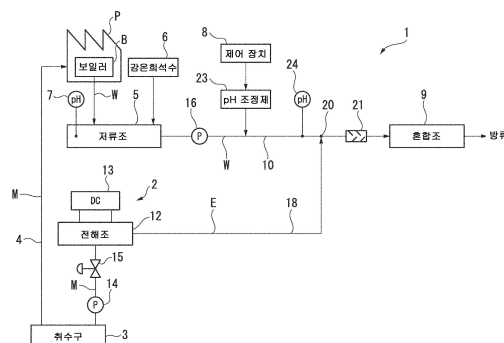 P
B
6
8
1
보일러
강온희석수
제어 장치
23
24
7
pH
W
5
16
pH 조정제
pH
20
21
9
저류조
P
혼합조
방류
W
10
13
2
M
DC
12
E
18
전해조
4
15
M
14
P
취수구
3